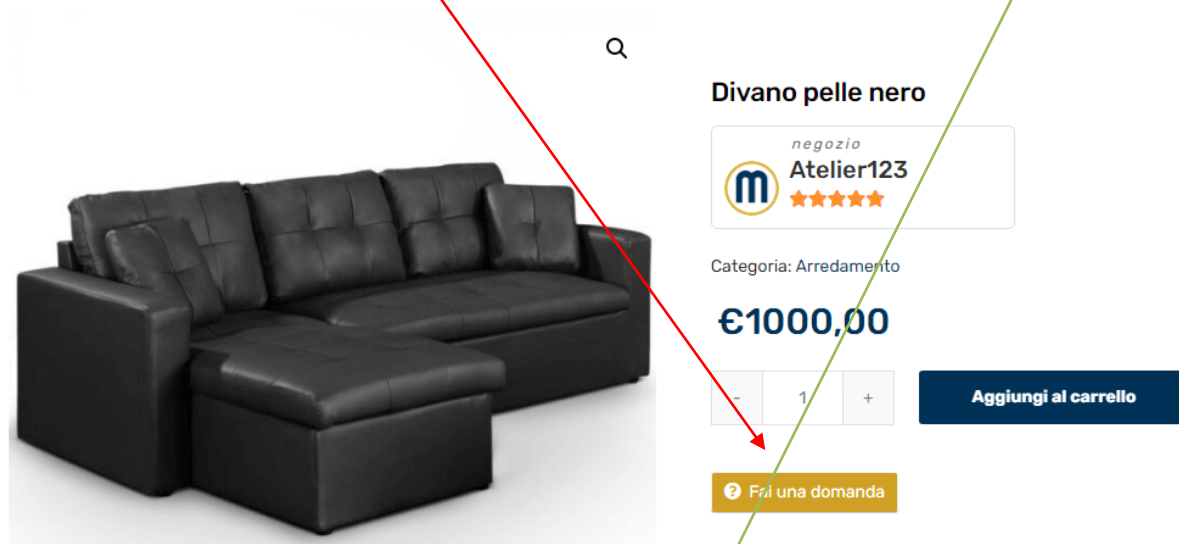 Divano pelle nero
negozio
m
Atelier123
Categoria: Arredamento
€1000,00
- 1 +
Aggiungi al carrello
? Fai una domanda